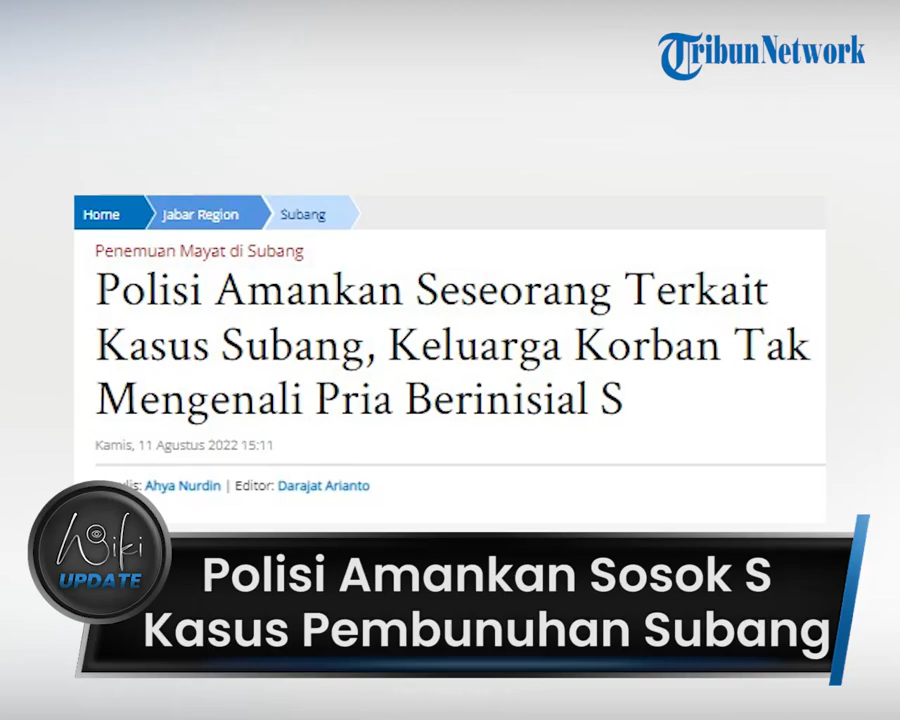 TribunNetwork
Home Jabar Region Subang
Penemuan Mayat di Subang
Polisi Amankan Seseorang Terkait
Kasus Subang, Keluarga Korban Tak
Mengenali Pria Berinisial S
Kamis, 11 Agustus 2022 15:11
lis: Ahya Nurdin | Editor: Darajat Arianto
Wiki
UPDATE
Polisi Amankan Sosok S
Kasus Pembunuhan Subang